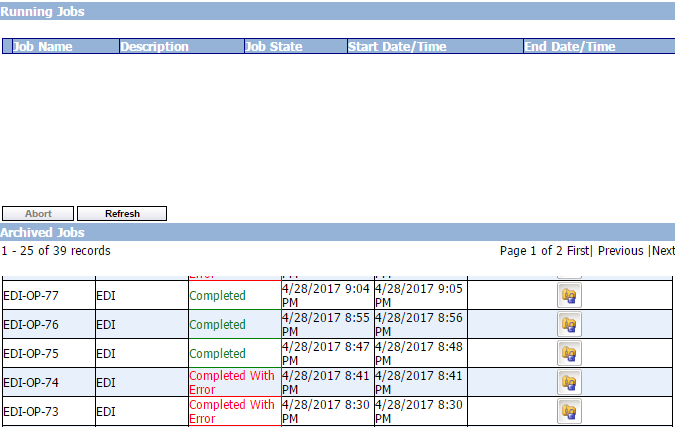 Running Jobs
Job Name Description Job State Start Date/Time End Date/Time
Abort Refresh
Archived Jobs
1 - 25 of 39 records Page 1 of 2 First| Previous |Next
EDI-OP-77 EDI Completed 4/28/2017 9:04 PM 4/28/2017 9:05 PM
EDI-OP-76 EDI Completed 4/28/2017 8:55 PM 4/28/2017 8:56 PM
EDI-OP-75 EDI Completed 4/28/2017 8:47 PM 4/28/2017 8:48 PM
EDI-OP-74 EDI Completed With Error 4/28/2017 8:41 PM 4/28/2017 8:41 PM
EDI-OP-73 EDI Completed With Error 4/28/2017 8:30 PM 4/28/2017 8:30 PM